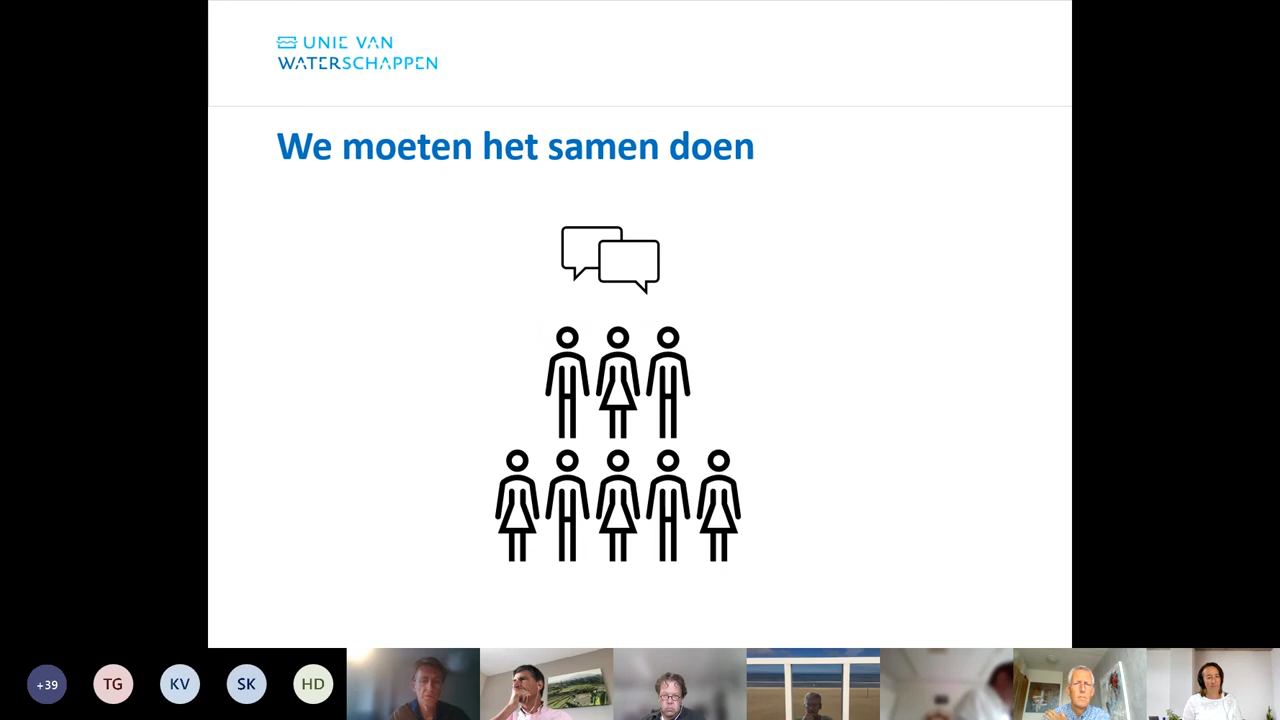 UNIE VAN
WATERSCHAPPEN
We moeten het samen doen
+39
TG
KV
SK
HD